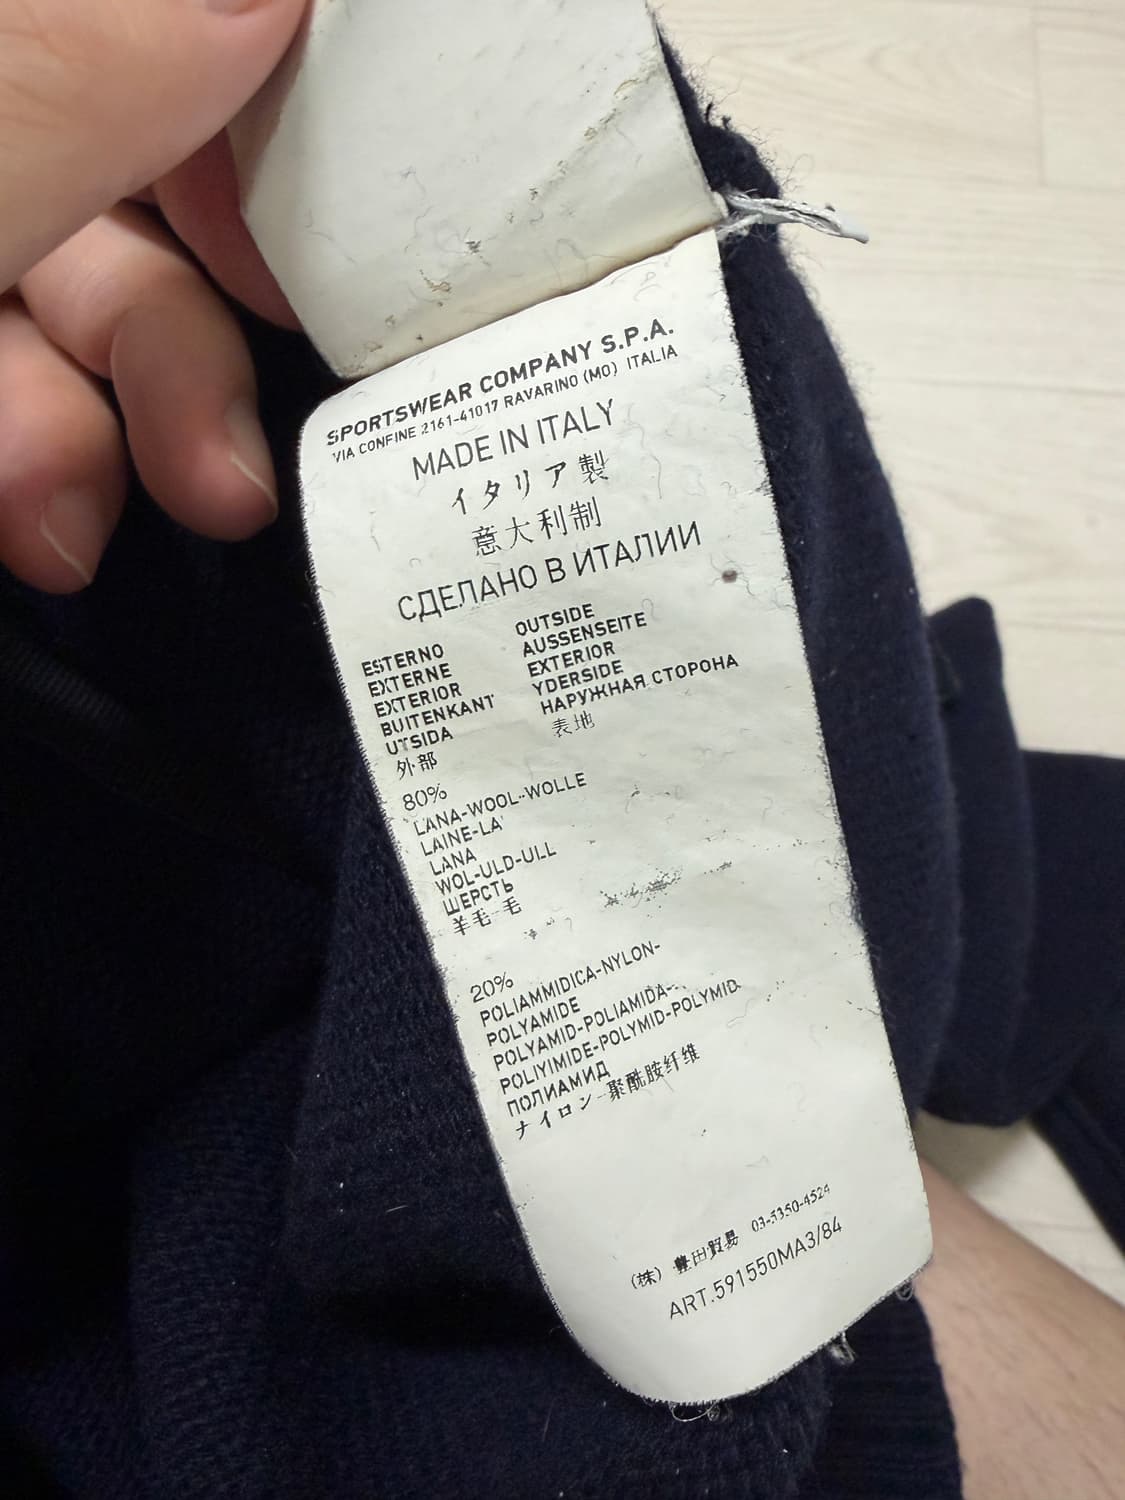 SPORTSWEAR COMPANY S.P.A.
VIA CONFINE 2161-41017 RAVARINO (MO) ITALIA
MADE IN ITALY
イタリア製
意大利制
СДЕЛАНО В ИТАЛИИ
ESTERNO
EXTERNE
EXTERIOR
BUITENKANT
UTSIDA
外部
OUTSIDE
AUSSENSEITE
EXTERIOR
YDERSIDE
НАРУЖНАЯ СТОРОНА
表地
80%
LANA-WOOL-WOLLE
LAINE-LA'
LANA
WOL-ULD-ULL
ШЕРСТЬ
羊毛-毛
20%
POLIAMMIDICA-NYLON-
POLYAMIDE
POLYAMID-POLIAMIDA-
POLIYIMIDE-POLYMID-POLYMID
ПОЛИАМИД
ナイロン-聚酰胺纤维
(株) 豊田貿易 03-5350-4524
ART.591550MA3/84